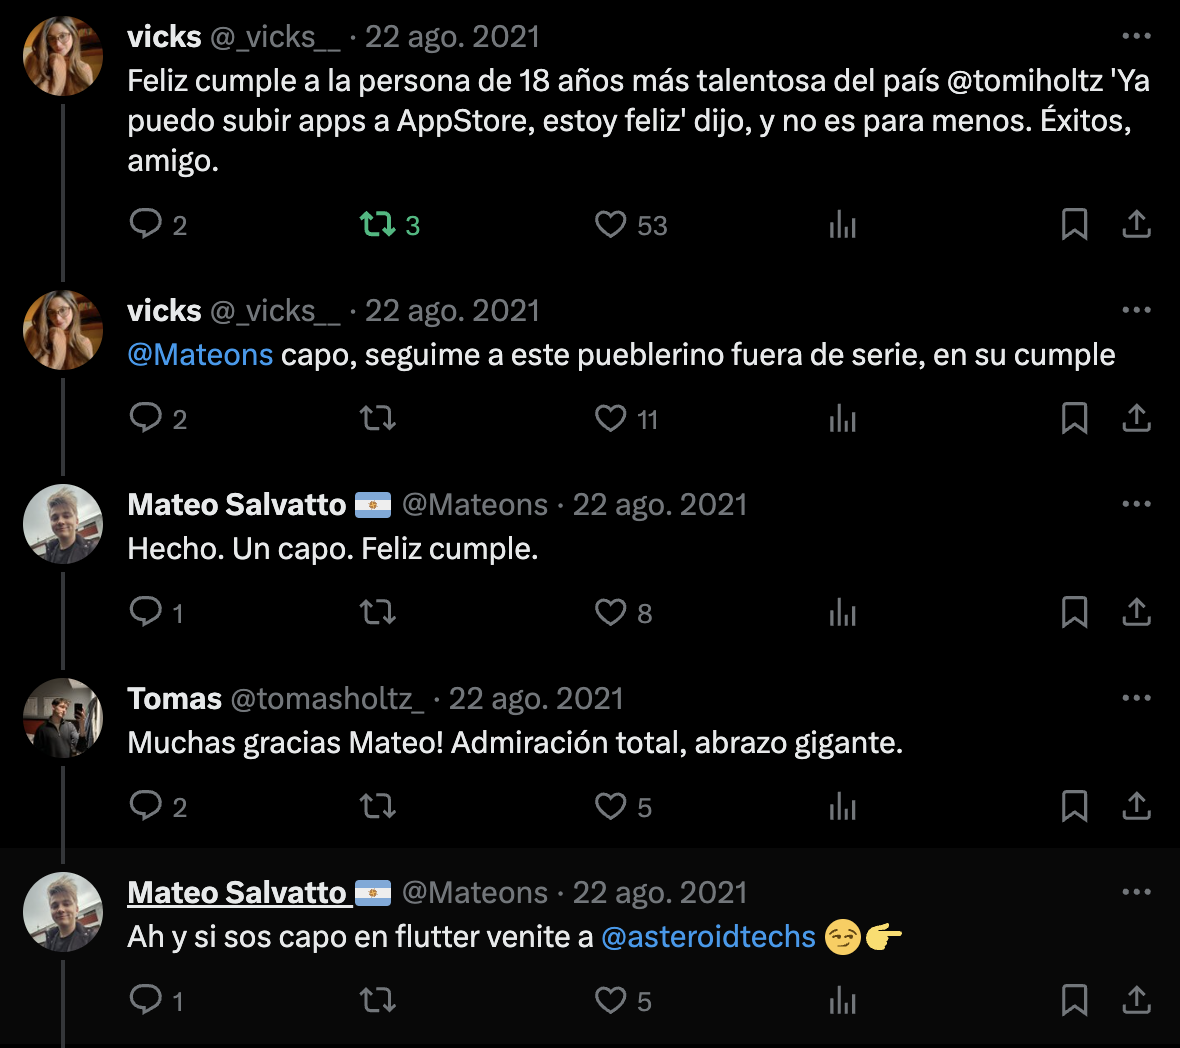 vicks @_vicks__ · 22 ago. 2021
Feliz cumple a la persona de 18 años más talentosa del país @tomiholtz 'Ya
puedo subir apps a AppStore, estoy feliz' dijo, y no es para menos. Éxitos,
amigo.
2 3 53
vicks @_vicks__ · 22 ago. 2021
@Mateons capo, seguime a este pueblerino fuera de serie, en su cumple
2 11
Mateo Salvatto 🇦🇷 @Mateons · 22 ago. 2021
Hecho. Un capo. Feliz cumple.
1 8
Tomas @tomasholtz_ · 22 ago. 2021
Muchas gracias Mateo! Admiración total, abrazo gigante.
2 5
Mateo Salvatto 🇦🇷 @Mateons · 22 ago. 2021
Ah y si sos capo en flutter venite a @asteroidtechs 😏👉
1 5